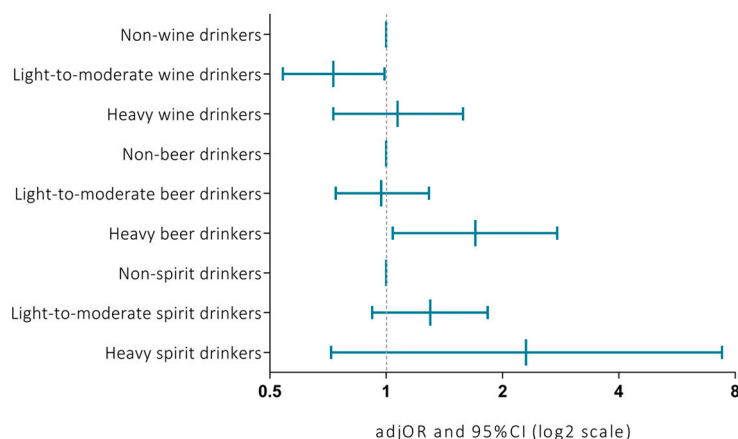 Non-wine drinkers
Light-to-moderate wine drinkers
Heavy wine drinkers
Non-beer drinkers
Light-to-moderate beer drinkers
Heavy beer drinkers
Non-spirit drinkers
Light-to-moderate spirit drinkers
Heavy spirit drinkers
0.5 1 2 4 8
adjOR and 95%CI (log2 scale)